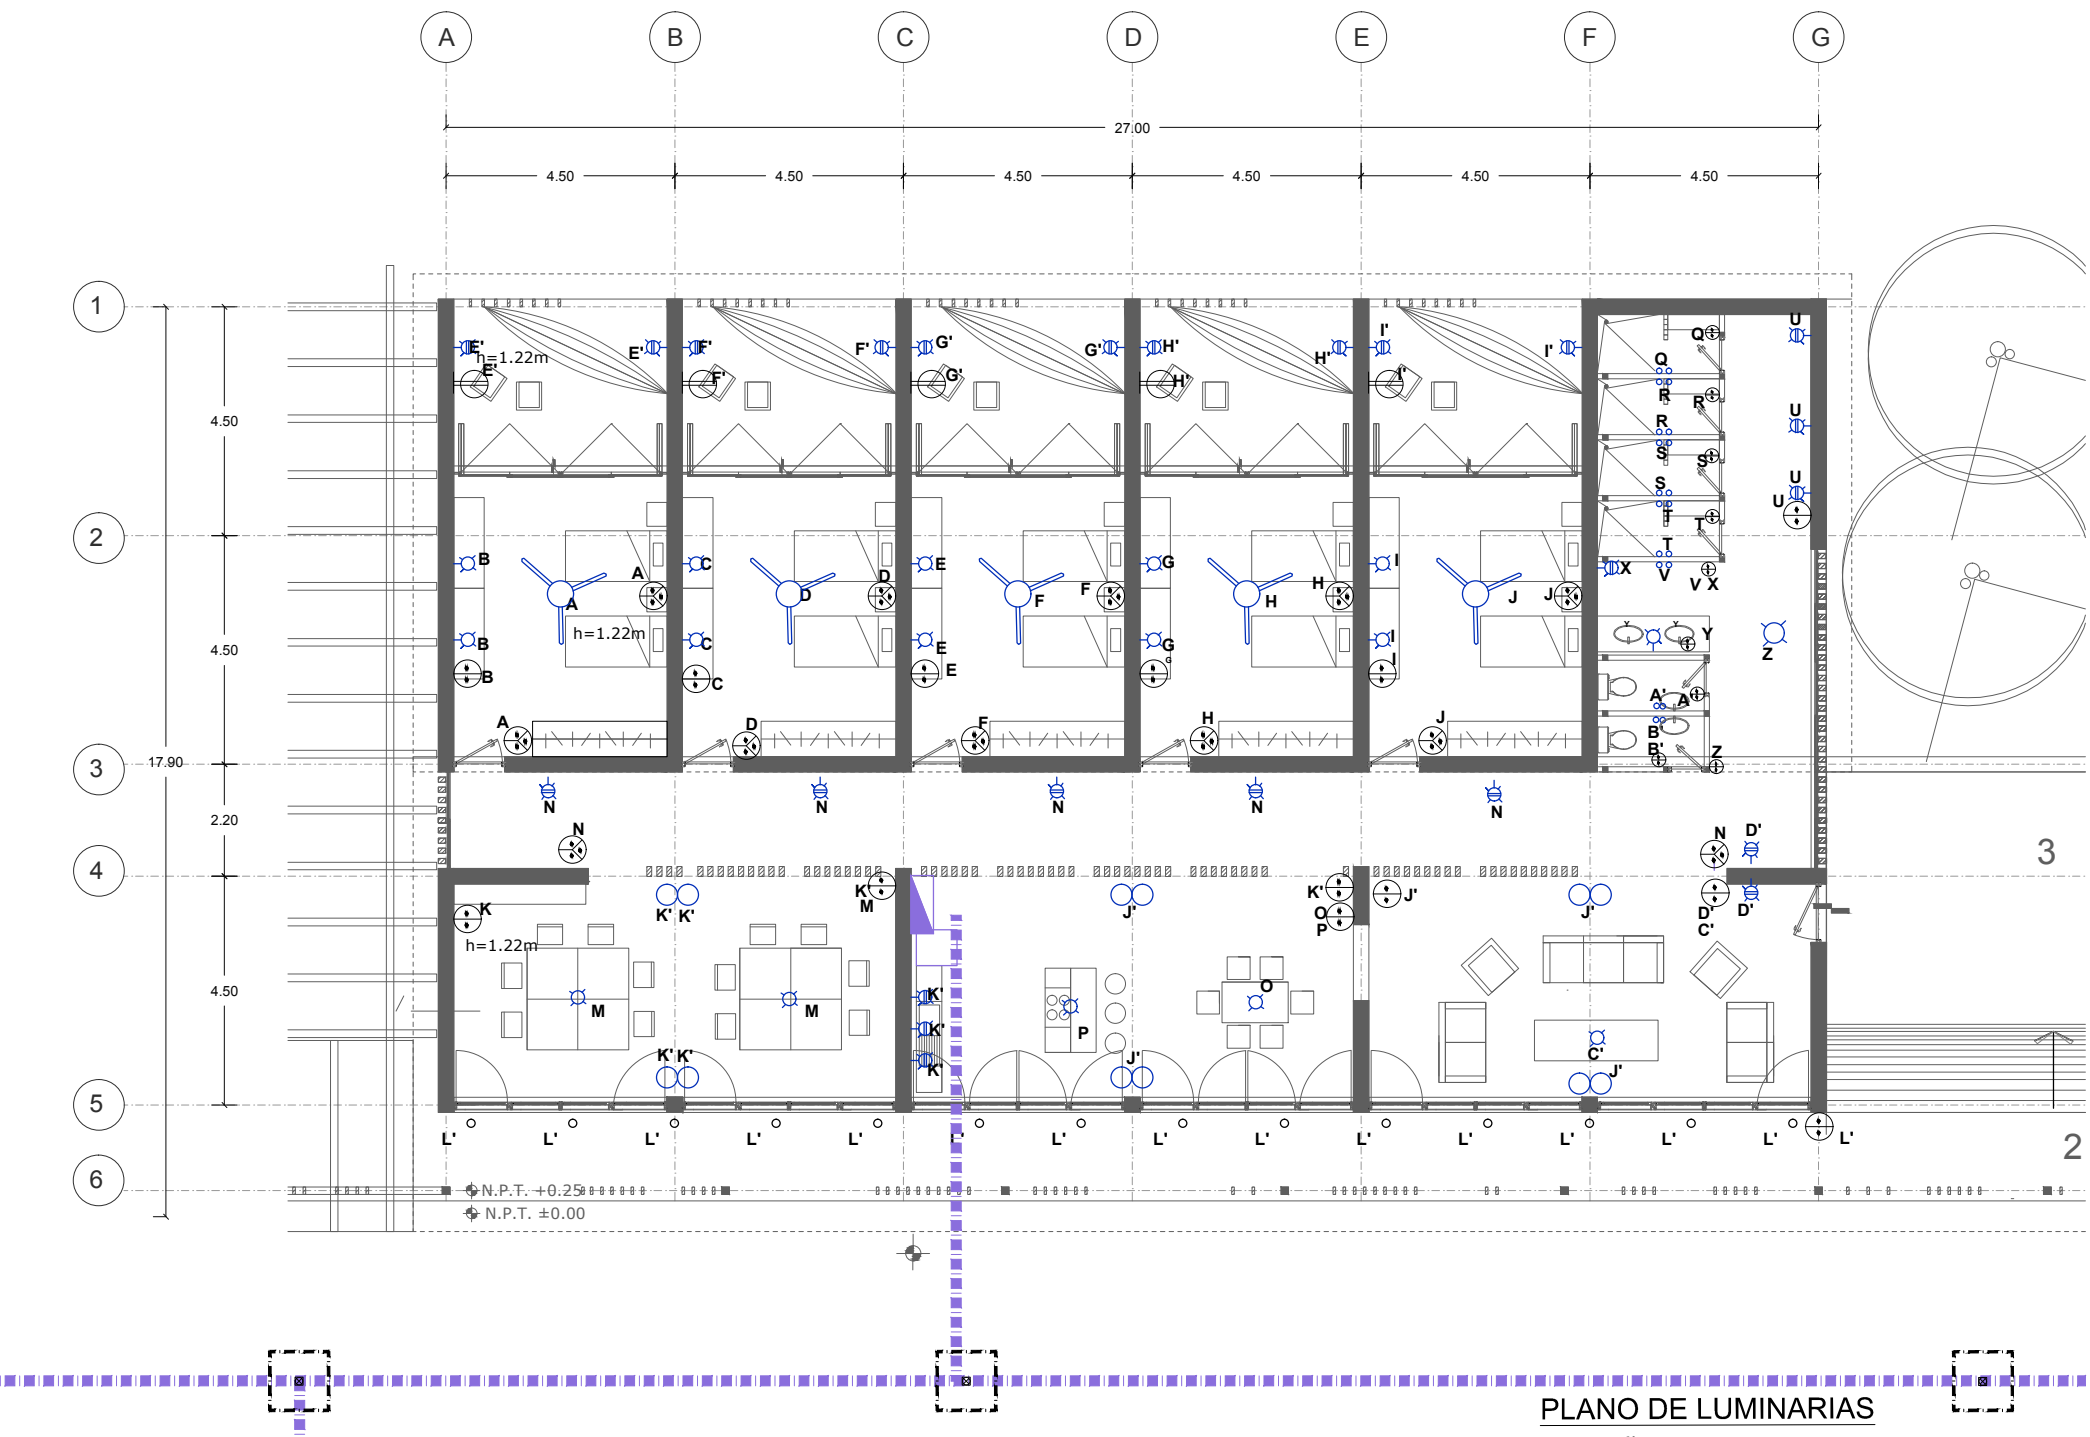 A B C D E F G
27.00
4.50 4.50 4.50 4.50 4.50 4.50
1
U
Q
E' E' F' F' G' G' H' H' I' I' I'
h=1.22m
Q
E' F' G' H' I'
R R
U
4.50
R
S S
S
U
U
2
T T
T
B C E G I
A D F H J
V X V X
A D F H J
h=1.22m
Y Y Y
B C E G I
Z
4.50
B C E G G I
A' A'
A D F H J
B'
B' Z
3
17.90
N N N N N
2.20
N N D'
3
4
K' K' J'
K M
K' K' K J' O P J' D' D' C'
h=1.22m
4.50
K' O
M M K' P
C'
K' K' K' J' J'
5
L' L' L' L' L' L' L' L' L' L' L' L' L' L' L'
2
6
N.P.T. +0.25
N.P.T. ±0.00
PLANO DE LUMINARIAS